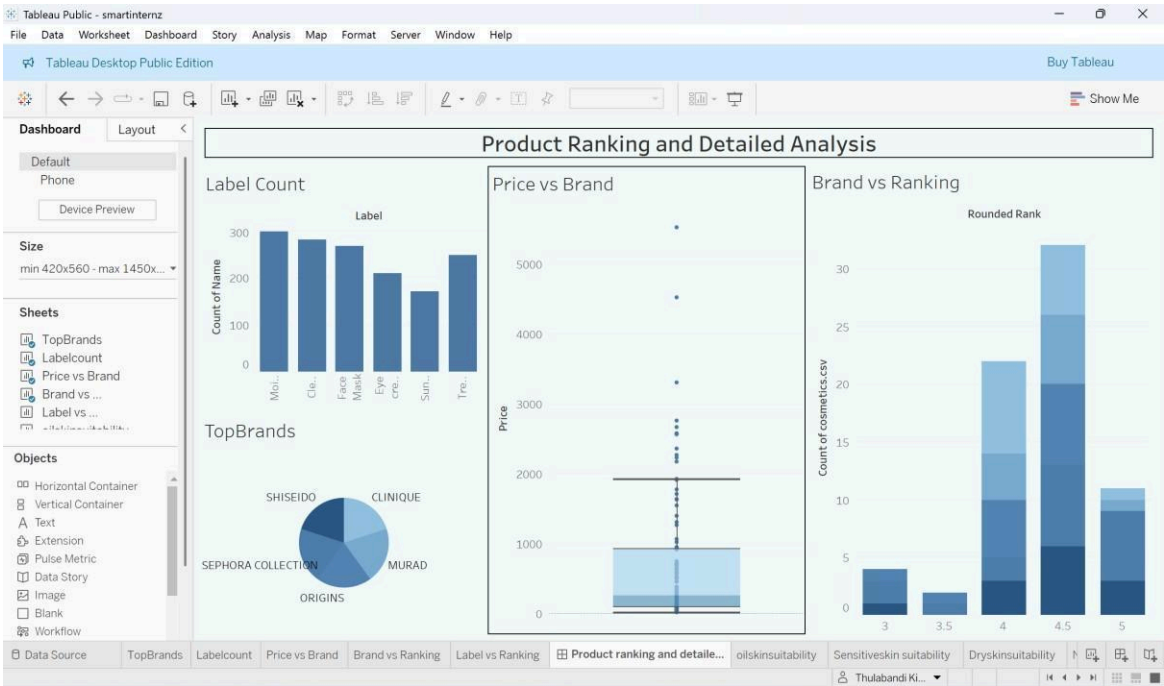 Tableau Public - smartinternz
File Data Worksheet Dashboard Story Analysis Map Format Server Window Help
Tableau Desktop Public Edition
Buy Tableau
Show Me
Dashboard Layout
Default
Phone
Device Preview
Size
min 420x560 - max 1450x...
Sheets
TopBrands
Labelcount
Price vs Brand
Brand vs ...
Label vs ...
Objects
Horizontal Container
Vertical Container
Text
Extension
Pulse Metric
Data Story
Image
Blank
Workflow
Product Ranking and Detailed Analysis
Label Count
Label
Count of Name
300
200
100
0
Moi..
Cle..
Face Mask
Eye cre..
Sun..
Tre..
TopBrands
SHISEIDO
CLINIQUE
SEPHORA COLLECTION
MURAD
ORIGINS
Price vs Brand
Price
5000
4000
3000
2000
1000
0
Brand vs Ranking
Rounded Rank
Count of cosmetics.csv
30
25
20
15
10
5
0
3 3.5 4 4.5 5
Data Source TopBrands Labelcount Price vs Brand Brand vs Ranking Label vs Ranking Product ranking and detaile... oilskinsuitability Sensitiveskin suitability Dryskinsuitability
Thulabandi Ki...